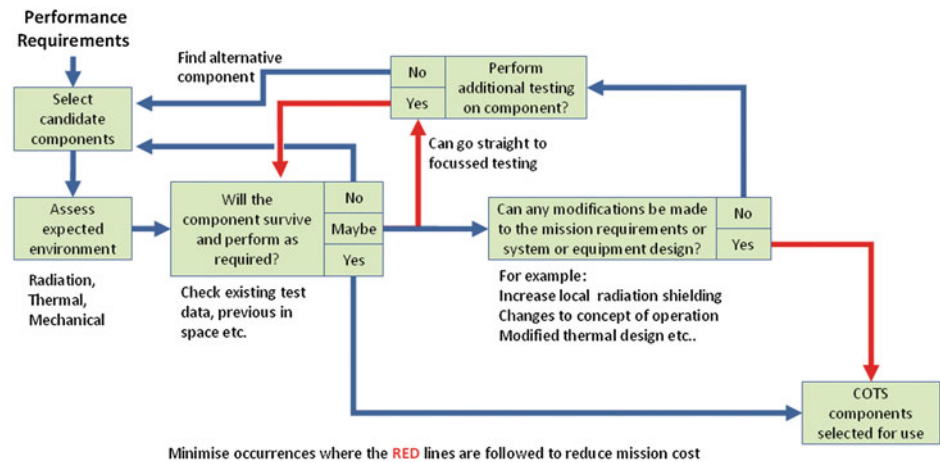 Performance
Requirements
Find alternative
component
No
Yes
Perform
additional testing
on component?
Select
candidate
components
Can go straight to
focussed testing
Assess
expected
environment
Will the
component survive
and perform as
required?
No
Maybe
Yes
Can any modifications be made
to the mission requirements or
system or equipment design?
No
Yes
Radiation,
Thermal,
Mechanical
Check existing test
data, previous in
space etc.
For example:
Increase local radiation shielding
Changes to concept of operation
Modified thermal design etc..
COTS
components
selected for use
Minimise occurrences where the RED lines are followed to reduce mission cost